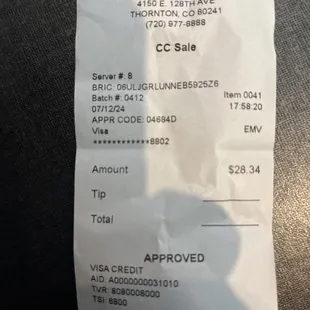 4150 E. 128TH AVE
THORNTON, CO 80241
(720) 977-8888
CC Sale
Server #: 8
BRIC: 06ULJGRLUNNEB5925Z6
Batch #: 0412 Item 0041
07/12/24 17:58:20
APPR CODE: 04684D
Visa EMV
************8802
Amount $28.34
Tip
Total
APPROVED
VISA CREDIT
AID: A0000000031010
TVR: 8080008000
TSI: 6800